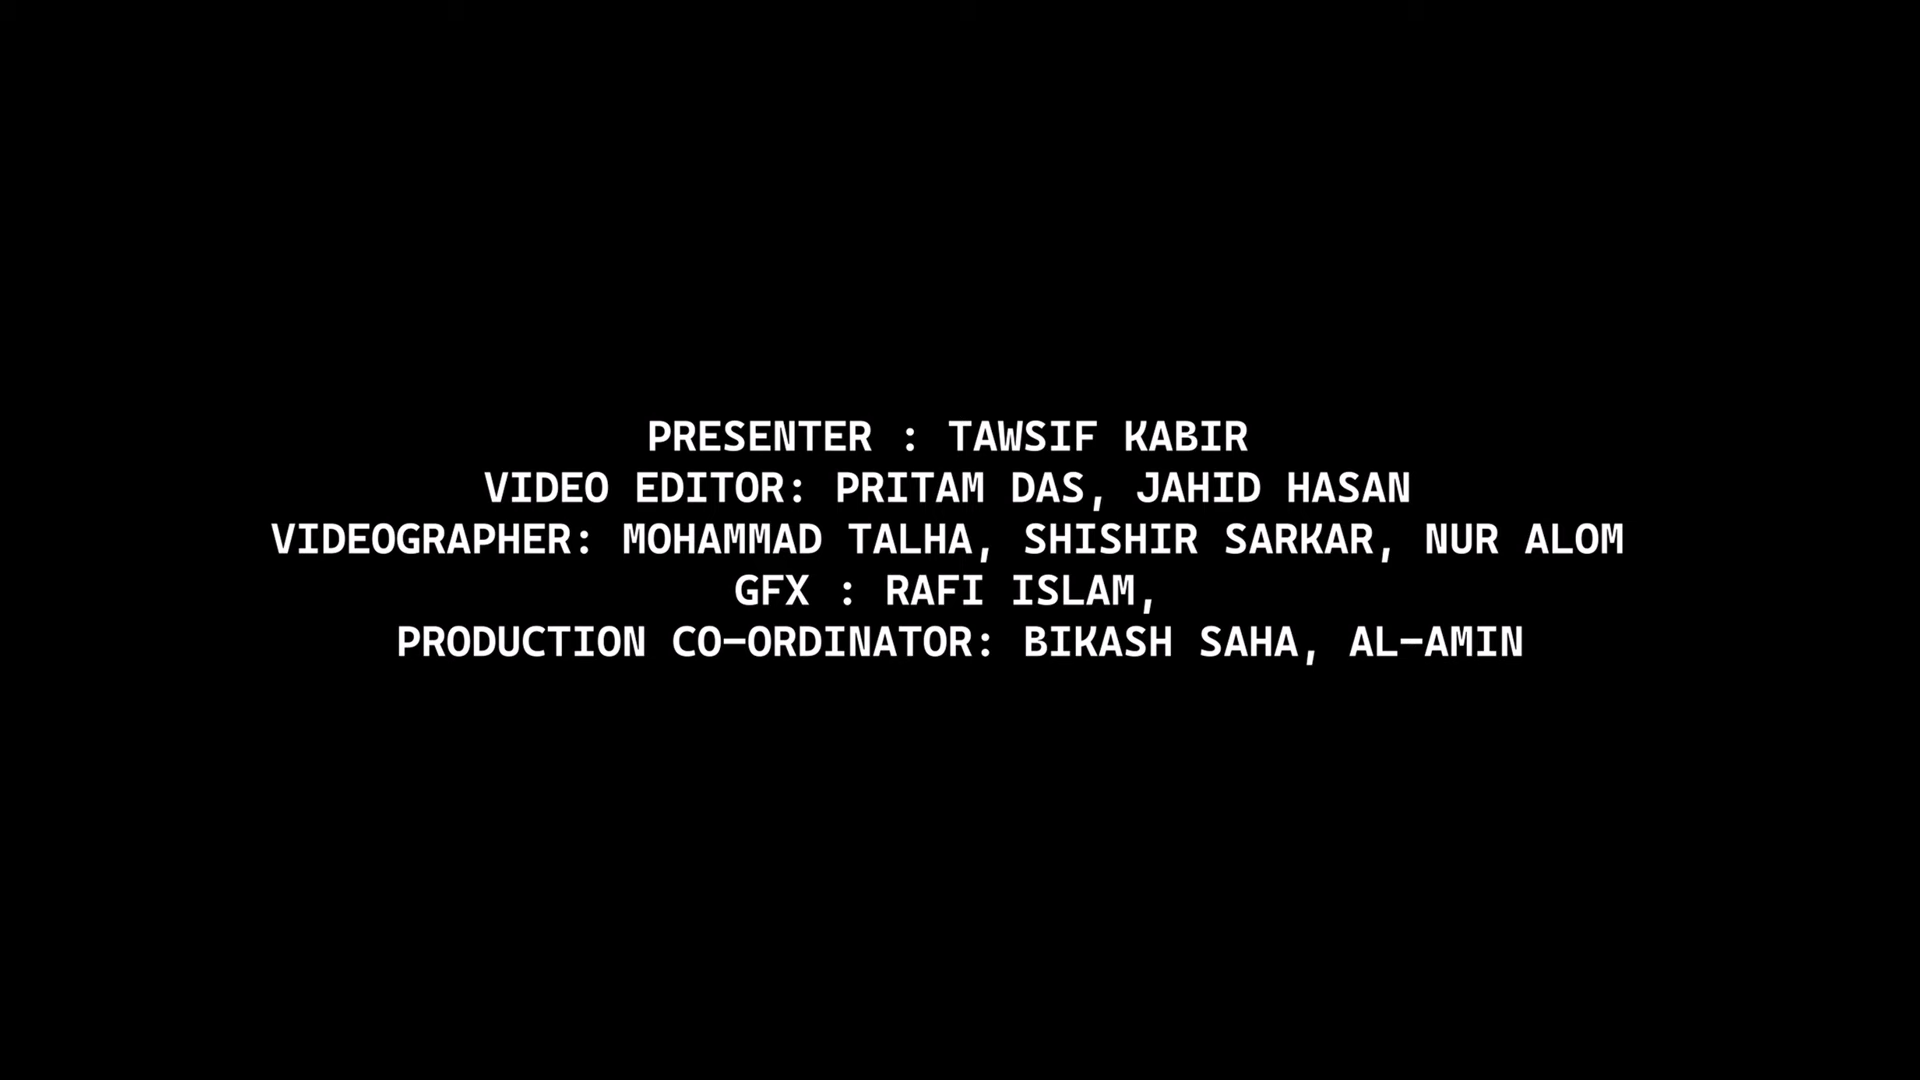 PRESENTER : TAWSIF KABIR
VIDEO EDITOR: PRITAM DAS, JAHID HASAN
VIDEOGRAPHER: MOHAMMAD TALHA, SHISHIR SARKAR, NUR ALOM
GFX : RAFI ISLAM,
PRODUCTION CO-ORDINATOR: BIKASH SAHA, AL-AMIN